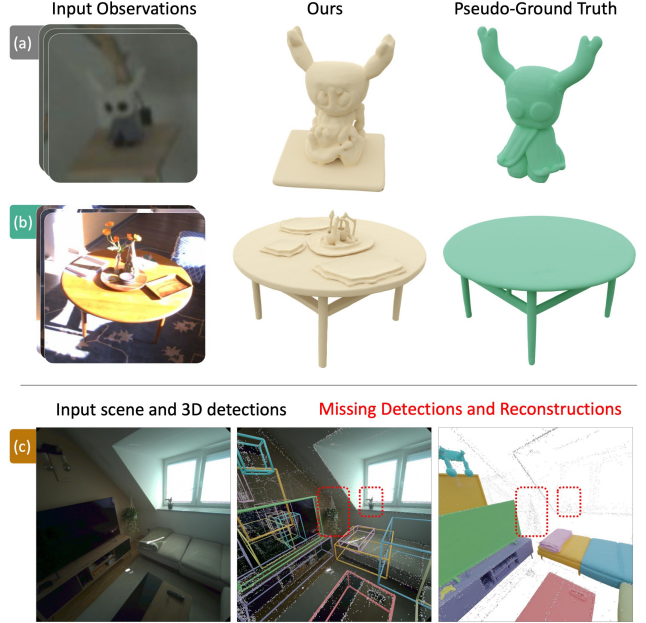 Input Observations Ours Pseudo-Ground Truth
(a)
(b)
Input scene and 3D detections Missing Detections and Reconstructions
(c)